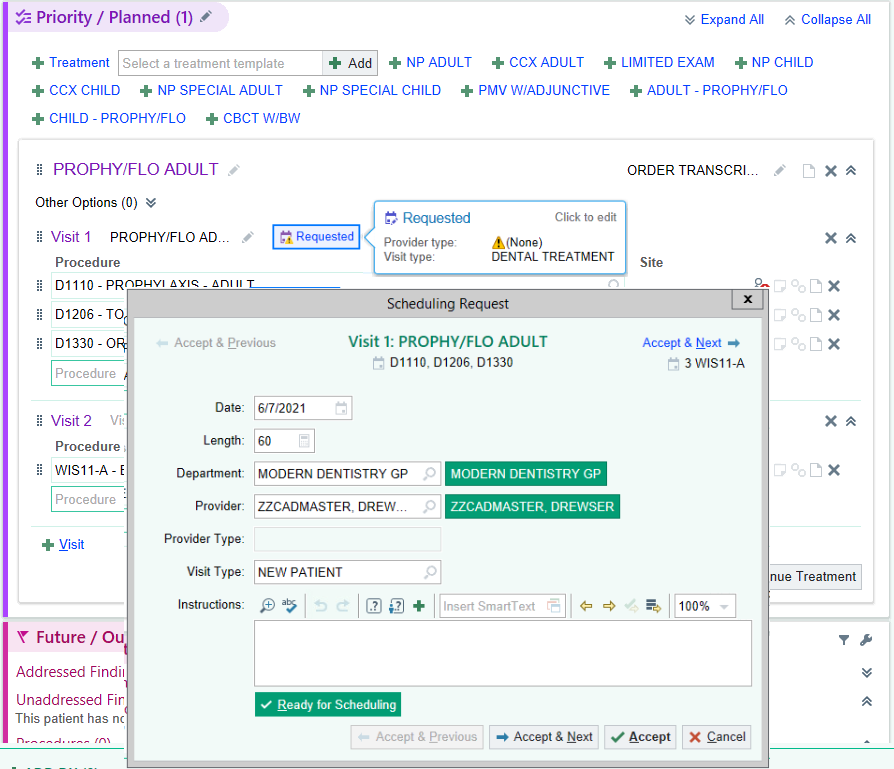 Priority / Planned (1)
Expand All
Collapse All
Treatment
Select a treatment template
Add
NP ADULT
CCX ADULT
LIMITED EXAM
NP CHILD
CCX CHILD
NP SPECIAL ADULT
NP SPECIAL CHILD
PMV W/ADJUNCTIVE
ADULT - PROPHY/FLO
CHILD - PROPHY/FLO
CBCT W/BW
PROPHY/FLO ADULT
ORDER TRANSCRI...
Other Options (0)
Visit 1
PROPHY/FLO AD...
Requested
Requested
Click to edit
Provider type:
(None)
Visit type:
DENTAL TREATMENT
Procedure
Site
D1110 - PROPHYLAXIS - ADULT
D1206 - TO
D1330 - OR
Procedure
Visit 2
Procedure
WIS11-A - E
Procedure
Visit
nue Treatment
Future / Ou
Addressed Findi
Unaddressed Fin
This patient has no
Procedures (0)
Scheduling Request
x
Accept & Previous
Visit 1: PROPHY/FLO ADULT
Accept & Next
D1110, D1206, D1330
3 WIS11-A
Date:
6/7/2021
Length:
60
Department:
MODERN DENTISTRY GP
MODERN DENTISTRY GP
Provider:
ZZCADMASTER, DREW...
ZZCADMASTER, DREWSER
Provider Type:
Visit Type:
NEW PATIENT
Instructions:
abc
Insert SmartText
100%
Ready for Scheduling
Accept & Previous
Accept & Next
Accept
Cancel